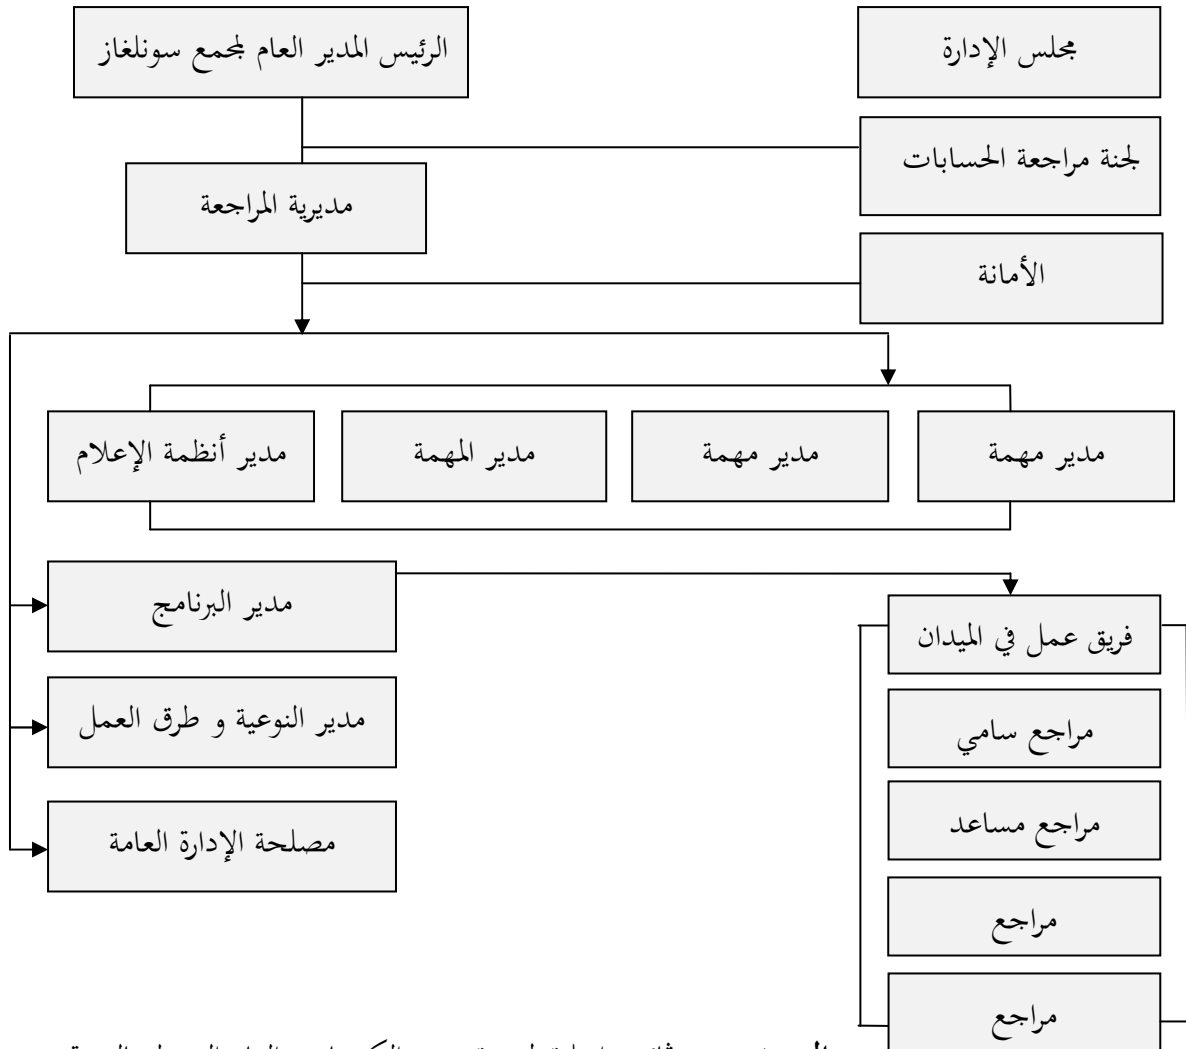 مجلس الإدارة
الرئيس المدير العام لمجمع سونلغاز
لجنة مراجعة الحسابات
مديرية المراجعة
الأمانة
مدير مهمة
مدير مهمة
مدير المهمة
مدير أنظمة الإعلام
مدير البرنامج
فريق عمل في الميدان
مدير النوعية و طرق العمل
مراجع سامي
مراجع مساعد
مصلحة الإدارة العامة
مراجع
مراجع